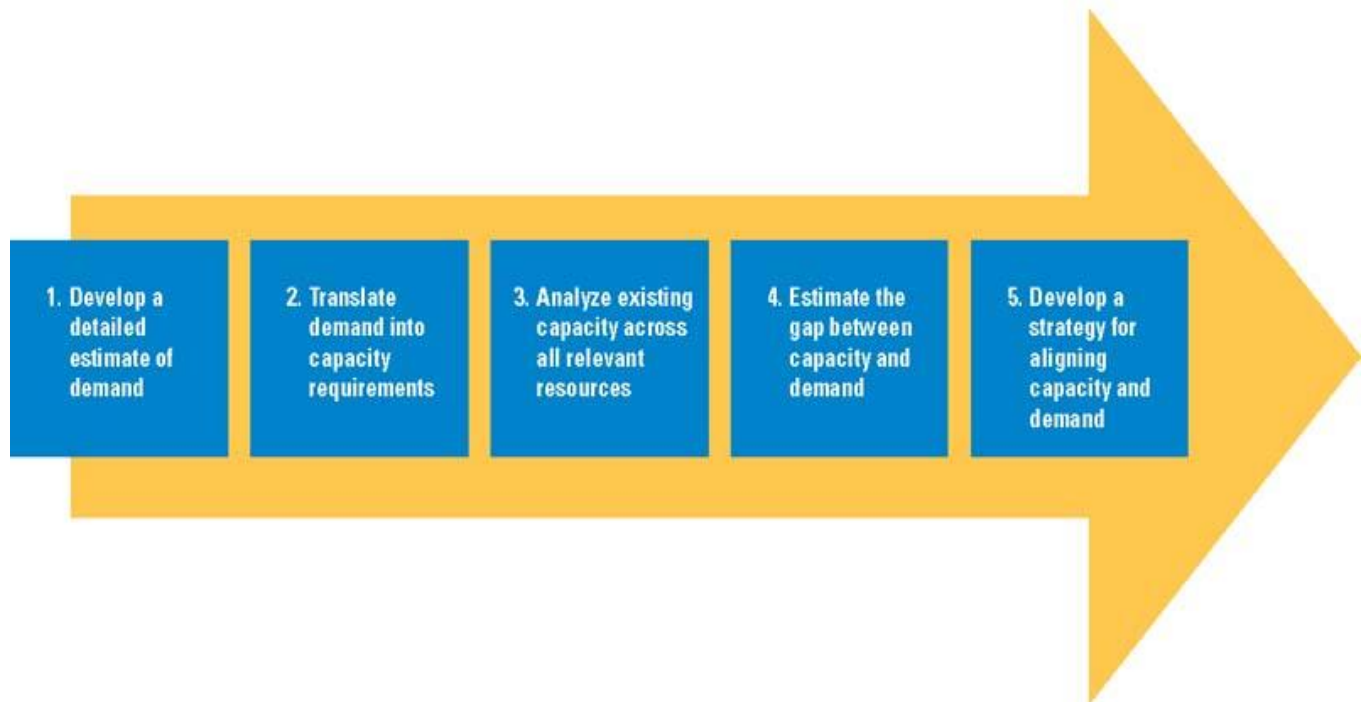 1. Develop a
detailed
estimate of
demand
2. Translate
demand into
capacity
requirements
3. Analyze existing
capacity across
all relevant
resources
4. Estimate the
gap between
capacity and
demand
5. Develop a
strategy for
aligning
capacity and
demand